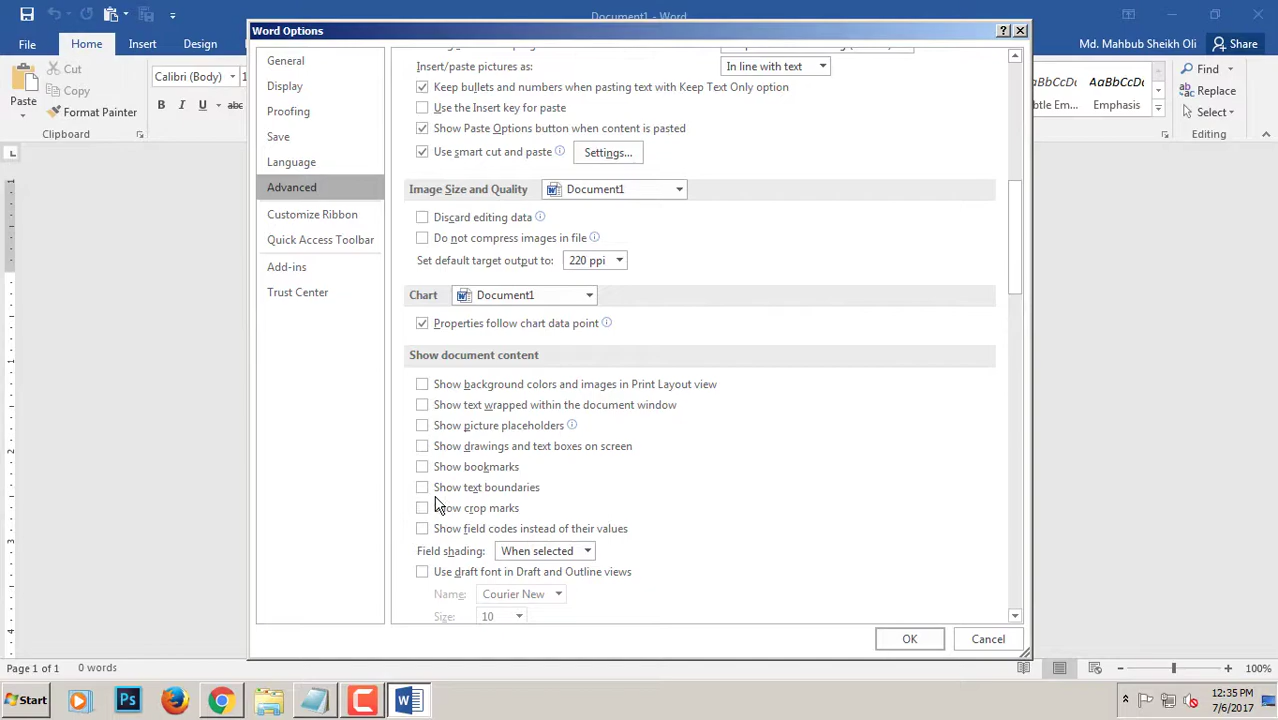 Document1 - Word
Word Options
File
Home
Insert
Design
Md. Mahbub Sheikh Oli
Share
Cut
Copy
Format Painter
Paste
Clipboard
Calibri (Body)
B I U abc
AaBbCcDc AaBbCcDc
Subtle Em... Emphasis
Find
Replace
Select
Editing
General
Display
Proofing
Save
Language
Advanced
Customize Ribbon
Quick Access Toolbar
Add-ins
Trust Center
Insert/paste pictures as: In line with text
Keep bullets and numbers when pasting text with Keep Text Only option
Use the Insert key for paste
Show Paste Options button when content is pasted
Use smart cut and paste Settings...
Image Size and Quality Document1
Discard editing data
Do not compress images in file
Set default target output to: 220 ppi
Chart Document1
Properties follow chart data point
Show document content
Show background colors and images in Print Layout view
Show text wrapped within the document window
Show picture placeholders
Show drawings and text boxes on screen
Show bookmarks
Show text boundaries
Show crop marks
Show field codes instead of their values
Field shading: When selected
Use draft font in Draft and Outline views
Name: Courier New
Size: 10
OK Cancel
Page 1 of 1 0 words
100%
Start
Ps
12:35 PM
7/6/2017